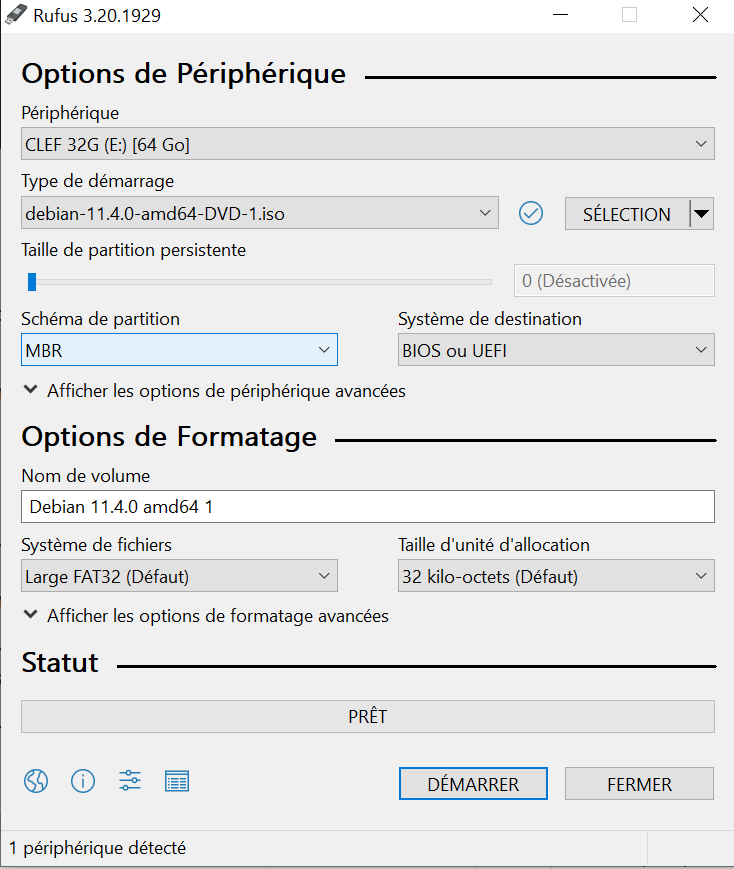 Rufus 3.20.1929
Options de Périphérique
Périphérique
CLEF 32G (E:) [64 Go]
Type de démarrage
debian-11.4.0-amd64-DVD-1.iso
SÉLECTION
Taille de partition persistente
0 (Désactivée)
Schéma de partition
Système de destination
MBR
BIOS ou UEFI
Afficher les options de périphérique avancées
Options de Formatage
Nom de volume
Debian 11.4.0 amd64 1
Système de fichiers
Taille d'unité d'allocation
Large FAT32 (Défaut)
32 kilo-octets (Défaut)
Afficher les options de formatage avancées
Statut
PRÊT
DÉMARRER
FERMER
1 périphérique détecté